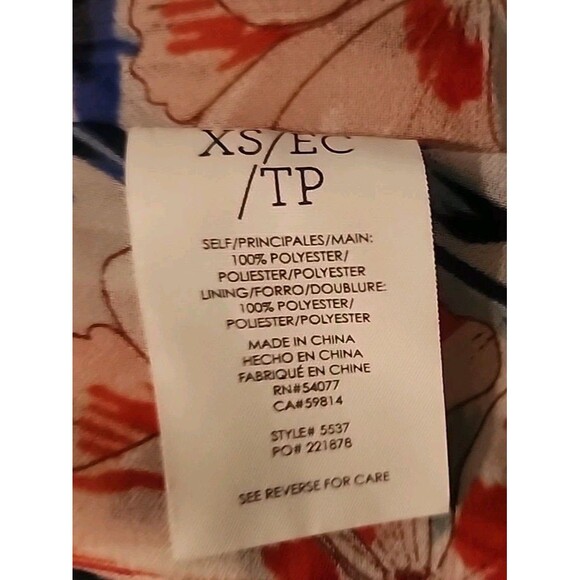 XS/EC
/TP
SELF/PRINCIPALES/MAIN:
100% POLYESTER/
POLIESTER/POLYESTER
LINING/FORRO/DOUBLURE:
100% POLYESTER/
POLIESTER/POLYESTER
MADE IN CHINA
HECHO EN CHINA
FABRIQUÉ EN CHINE
RN#54077
CA#59814
STYLE# 5537
PO# 221878
SEE REVERSE FOR CARE